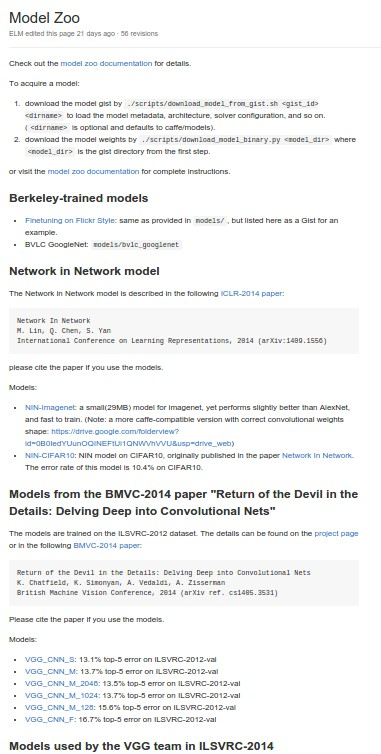 Model Zoo
ELM edited this page 21 days ago · 56 revisions
Check out the model zoo documentation for details.
To acquire a model:
1. download the model gist by ./scripts/download_model_from_gist.sh <gist_id>
<dirname> to load the model metadata, architecture, solver configuration, and so on.
( <dirname> is optional and defaults to caffe/models).
2. download the model weights by ./scripts/download_model_binary.py <model_dir> where
<model_dir> is the gist directory from the first step.
or visit the model zoo documentation for complete instructions.
Berkeley-trained models
• Finetuning on Flickr Style: same as provided in models/ , but listed here as a Gist for an
example.
• BVLC GoogleNet: models/bvlc_googlenet
Network in Network model
The Network in Network model is described in the following ICLR-2014 paper:
Network In Network
M. Lin, Q. Chen, S. Yan
International Conference on Learning Representations, 2014 (arXiv:1409.1556)
please cite the paper if you use the models.
Models:
• NIN-Imagenet: a small(29MB) model for imagenet, yet performs slightly better than AlexNet,
and fast to train. (Note: a more caffe-compatible version with correct convolutional weights
shape: https://drive.google.com/folderview?
id=0B0IedYUunOQINEFtUi1QNWVhVVU&usp=drive_web)
• NIN-CIFAR10: NIN model on CIFAR10, originally published in the paper Network In Network.
The error rate of this model is 10.4% on CIFAR10.
Models from the BMVC-2014 paper "Return of the Devil in the
Details: Delving Deep into Convolutional Nets"
The models are trained on the ILSVRC-2012 dataset. The details can be found on the project page
or in the following BMVC-2014 paper:
Return of the Devil in the Details: Delving Deep into Convolutional Nets
K. Chatfield, K. Simonyan, A. Vedaldi, A. Zisserman
British Machine Vision Conference, 2014 (arXiv ref. cs1405.3531)
Please cite the paper if you use the models.
Models:
• VGG_CNN_S: 13.1% top-5 error on ILSVRC-2012-val
• VGG_CNN_M: 13.7% top-5 error on ILSVRC-2012-val
• VGG_CNN_M_2048: 13.5% top-5 error on ILSVRC-2012-val
• VGG_CNN_M_1024: 13.7% top-5 error on ILSVRC-2012-val
• VGG_CNN_M_128: 15.6% top-5 error on ILSVRC-2012-val
• VGG_CNN_F: 16.7% top-5 error on ILSVRC-2012-val
Models used by the VGG team in ILSVRC-2014